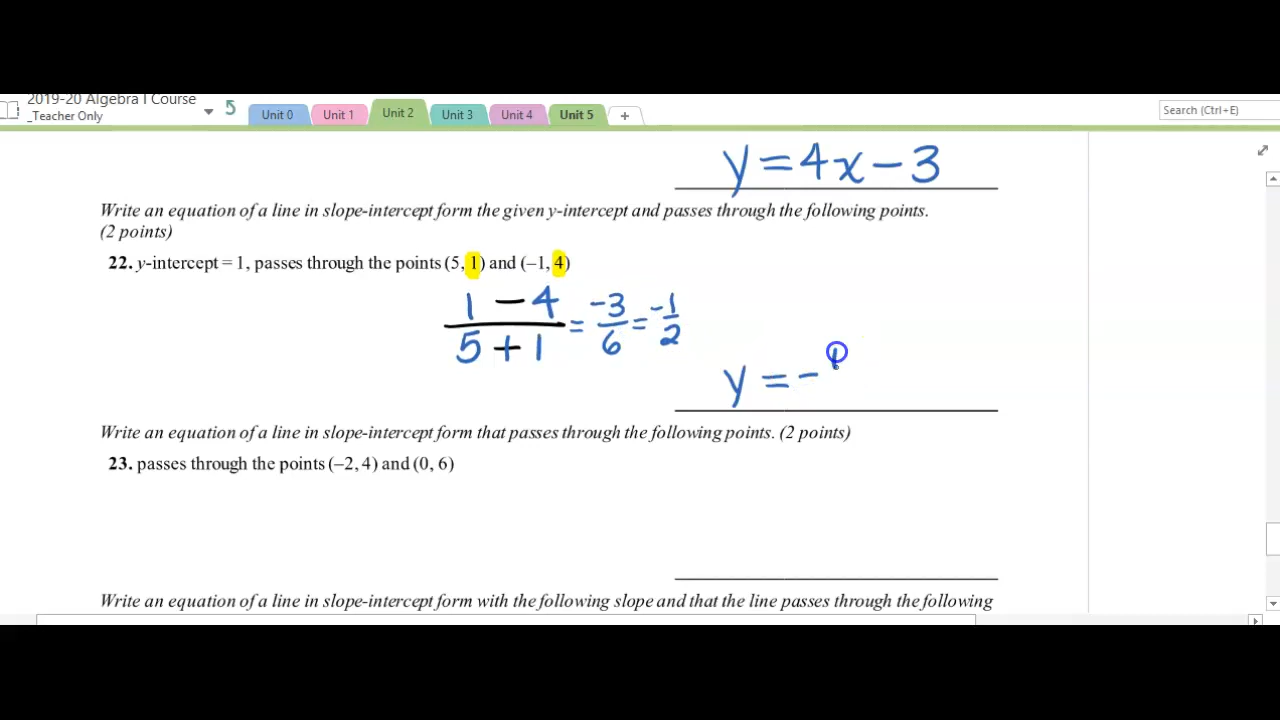 2019-20 Algebra I Course
_Teacher Only
Unit 0 Unit 1 Unit 2 Unit 3 Unit 4 Unit 5 +
Search (Ctrl+E)
y = 4x - 3
Write an equation of a line in slope-intercept form the given y-intercept and passes through the following points.
(2 points)
22. y-intercept = 1, passes through the points (5, 1) and (–1, 4)
1 - 4
5 + 1
= -3/6 = -1/2
y = - 1
Write an equation of a line in slope-intercept form that passes through the following points. (2 points)
23. passes through the points (–2, 4) and (0, 6)
Write an equation of a line in slope-intercept form with the following slope and that the line passes through the following